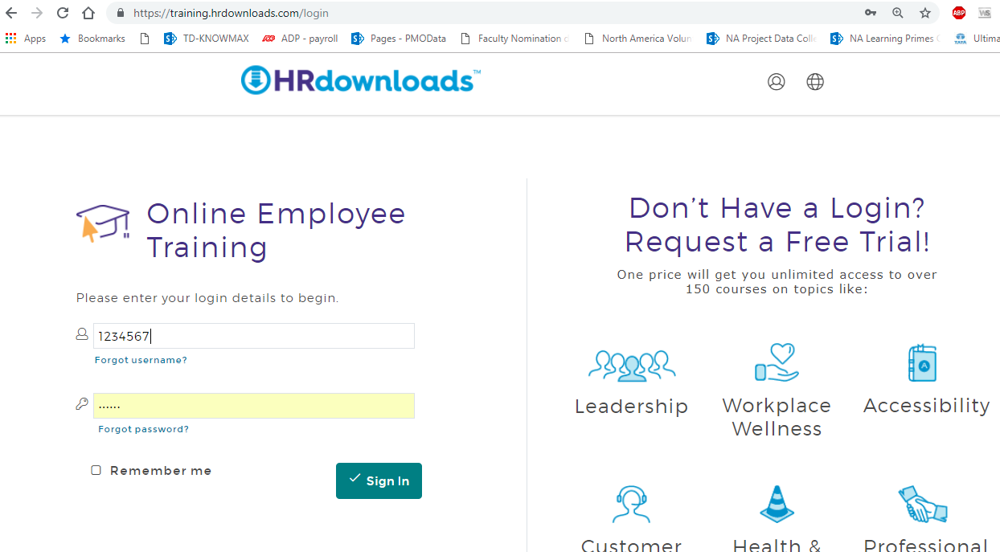 https://training.hrdownloads.com/login
ABP
Apps
Bookmarks
TD-KNOWMAX
ADP - payroll
Pages - PMOData
Faculty Nomination
North America Volun
NA Project Data Colle
NA Learning Primes
TATA
Ultima
HRdownloads™
Online Employee
Training
Please enter your login details to begin.
1234567
Forgot username?
······
Forgot password?
Remember me
Sign In
Don't Have a Login?
Request a Free Trial!
One price will get you unlimited access to over
150 courses on topics like:
Leadership
Workplace
Wellness
Accessibility
A
Customer
Health &
Professional